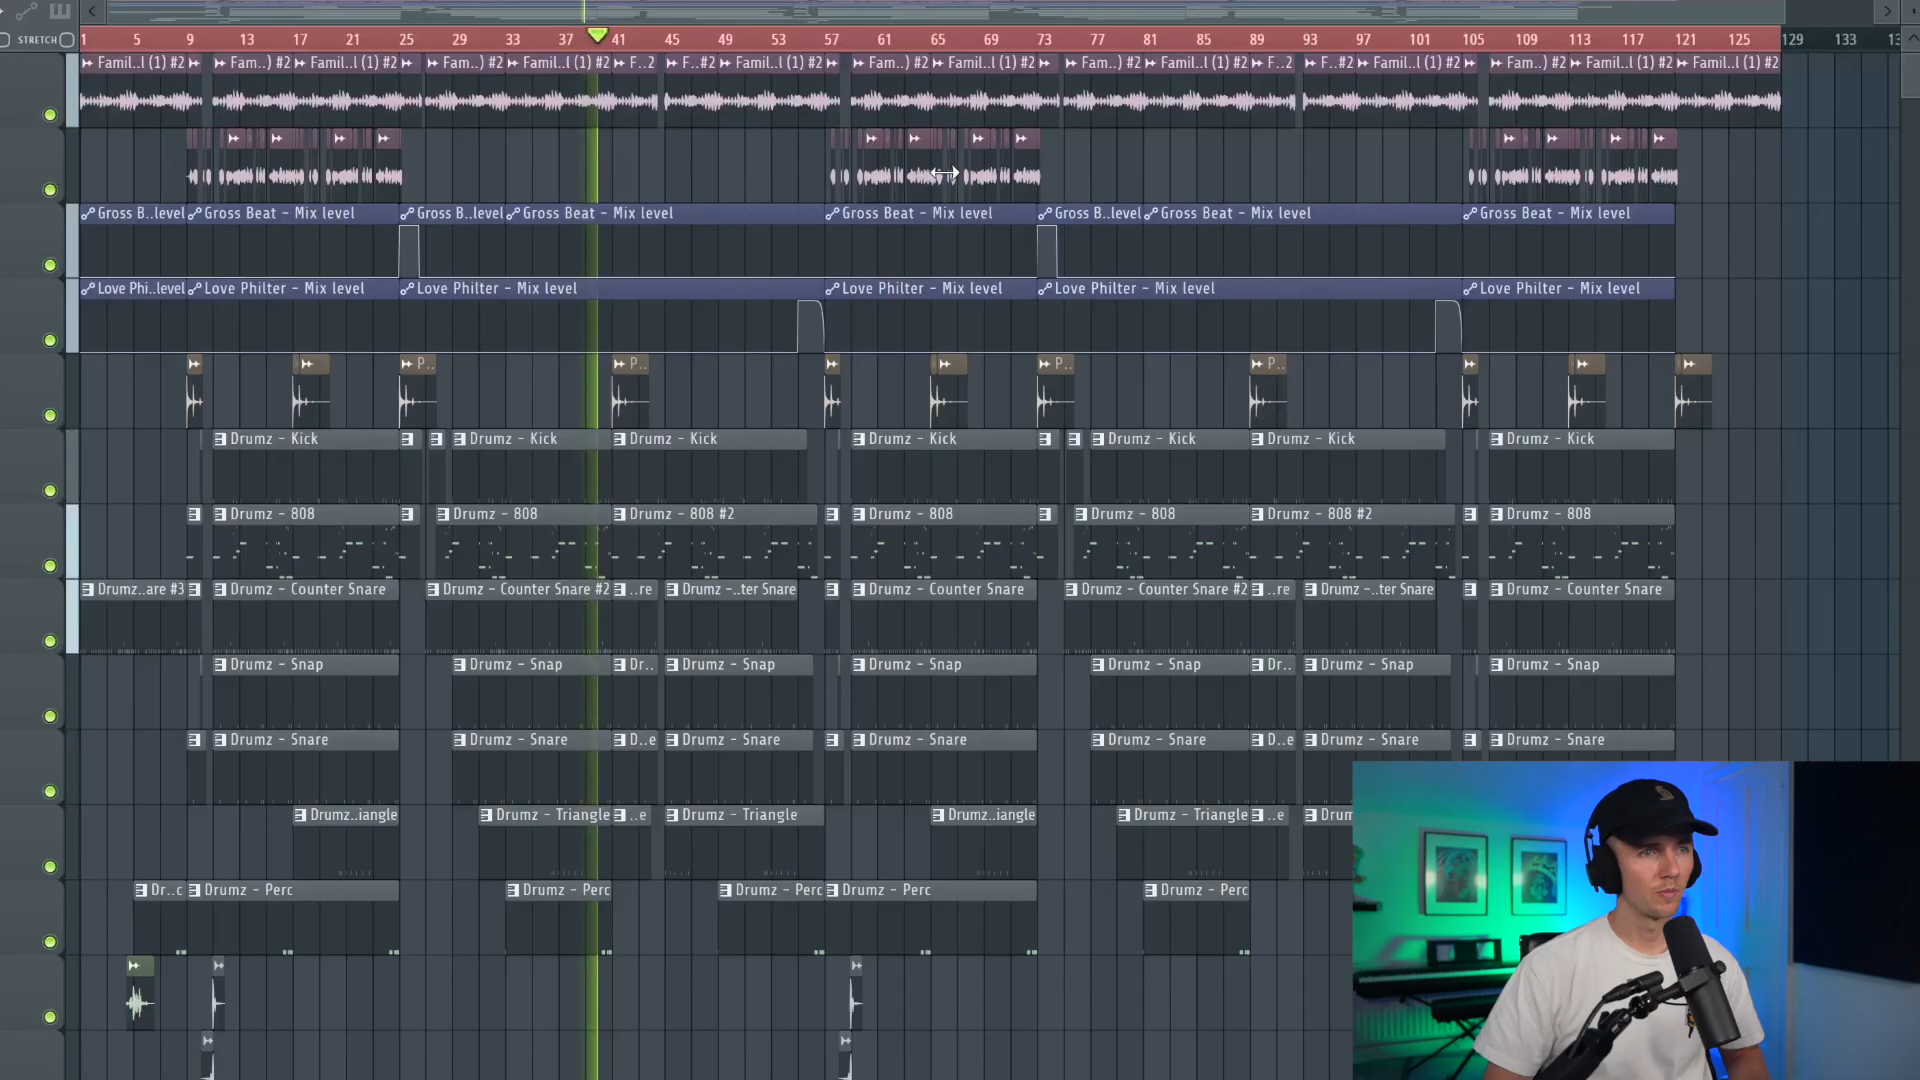 STRETCH 1 5 9 13 17 21 25 29 33 37 41 45 49 53 57 61 65 69 73 77 81 85 89 93 97 101 105 109 113 117 121 125 129 133
Famil..l (1) #2 Fam..) #2 Famil..l (1) #2 Fam..) #2 Famil..l (1) #2 F..2 F..#2 Famil..l (1) #2 Fam..) #2 Famil..l (1) #2 Fam..) #2 Famil..l (1) #2 F..2 F..#2 Famil..l (1) #2 Fam..) #2 Famil..l (1) #2 Famil..l (1) #2
Gross B..level Gross Beat - Mix level Gross B..level Gross Beat - Mix level Gross Beat - Mix level Gross B..level Gross Beat - Mix level Gross Beat - Mix level
Love Phi..level Love Philter - Mix level Love Philter - Mix level Love Philter - Mix level Love Philter - Mix level Love Philter - Mix level
P.. P.. P.. P..
Drumz - Kick Drumz - Kick Drumz - Kick Drumz - Kick Drumz - Kick Drumz - Kick Drumz - Kick
Drumz - 808 Drumz - 808 Drumz - 808 #2 Drumz - 808 Drumz - 808 Drumz - 808 #2 Drumz - 808
Drumz..are #3 Drumz - Counter Snare Drumz - Counter Snare #2 ..re Drumz -..ter Snare Drumz - Counter Snare Drumz - Counter Snare #2 ..re Drumz -..ter Snare Drumz - Counter Snare
Drumz - Snap Drumz - Snap Dr.. Drumz - Snap Drumz - Snap Drumz - Snap Dr.. Drumz - Snap Drumz - Snap
Drumz - Snare Drumz - Snare D..e Drumz - Snare Drumz - Snare Drumz - Snare D..e Drumz - Snare Drumz - Snare
Drumz..iangle Drumz - Triangle ..e Drumz - Triangle Drumz..iangle Drumz - Triangle ..e Drum
Dr..c Drumz - Perc Drumz - Perc Drumz - Perc Drumz - Perc Drumz - Perc